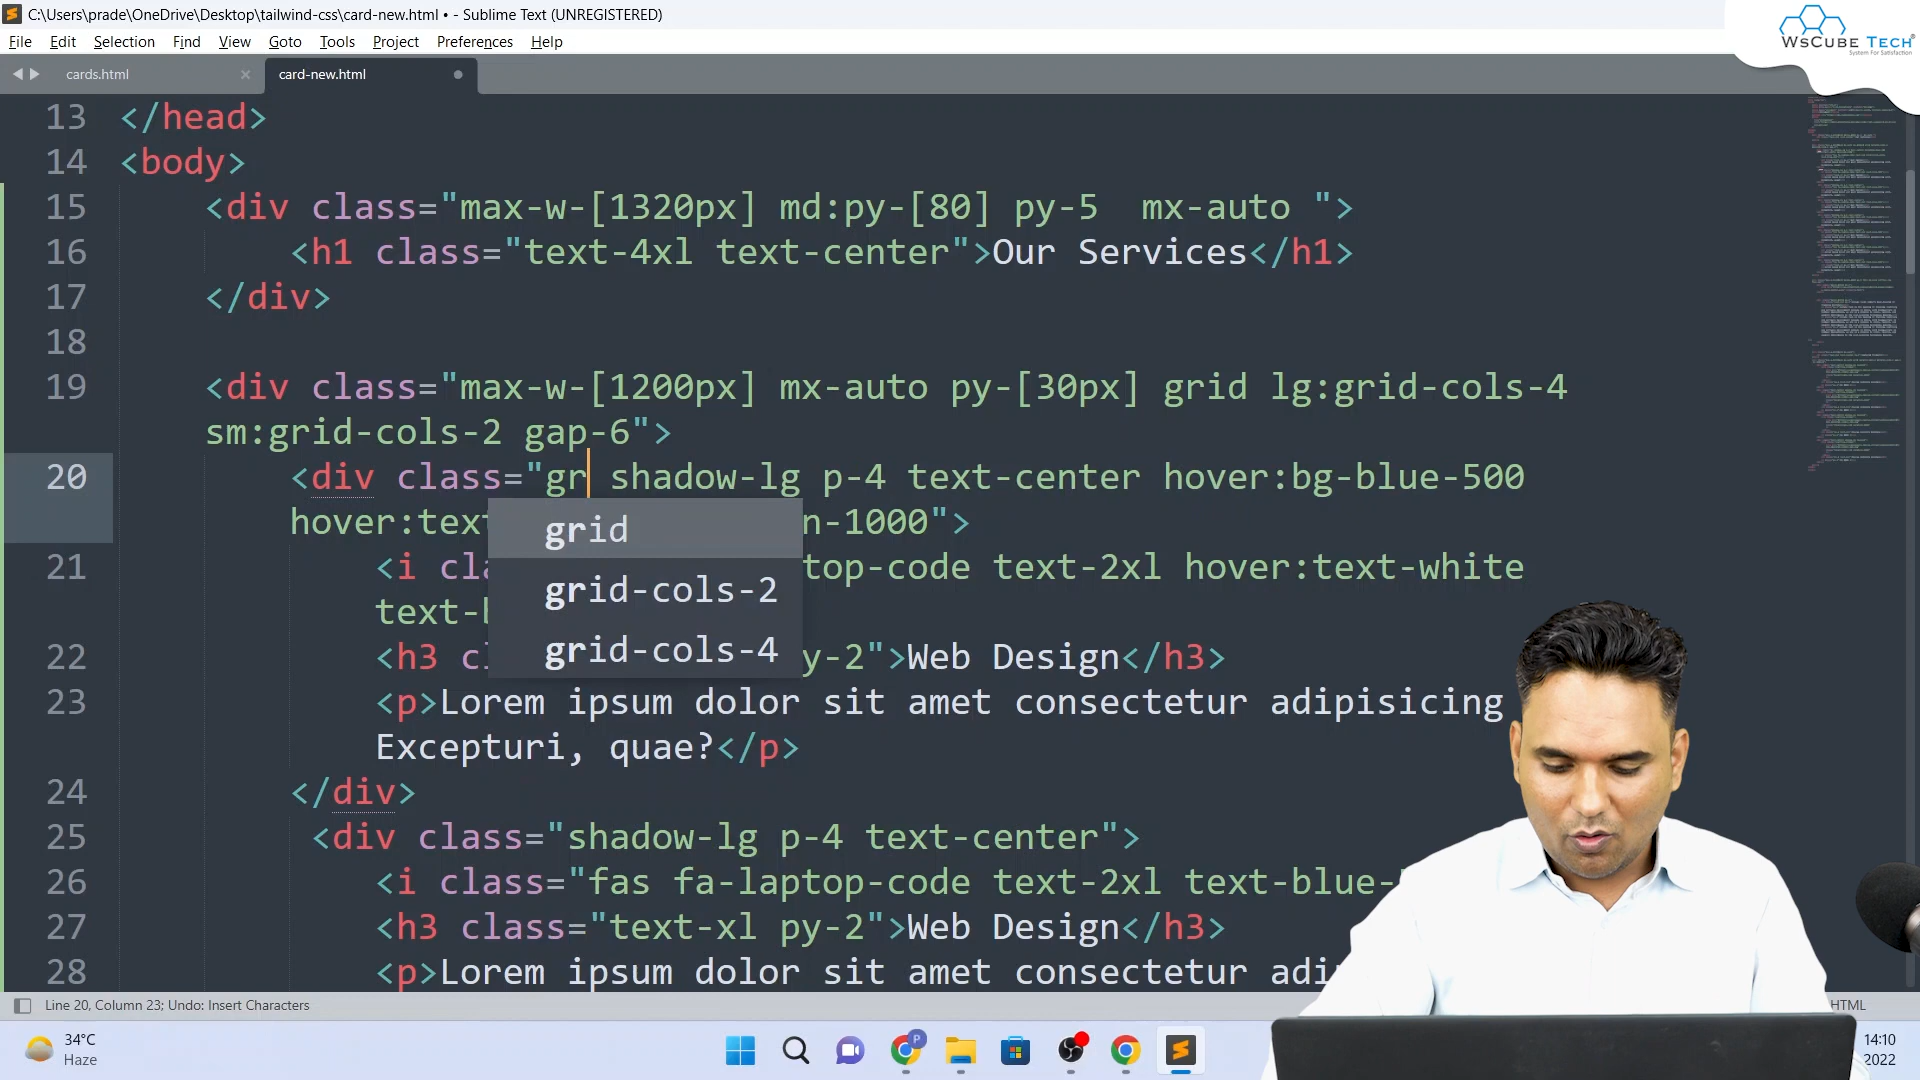 C:\Users\prade\OneDrive\Desktop\tailwind-css\card-new.html • - Sublime Text (UNREGISTERED)
File Edit Selection Find View Goto Tools Project Preferences Help
WsCUBE TECH
System For Satisfaction
cards.html × card-new.html
13 </head>
14 <body>
15 <div class="max-w-[1320px] md:py-[80] py-5  mx-auto ">
16 <h1 class="text-4xl text-center">Our Services</h1>
17 </div>
18
19 <div class="max-w-[1200px] mx-auto py-[30px] grid lg:grid-cols-4
sm:grid-cols-2 gap-6">
20 <div class="gr shadow-lg p-4 text-center hover:bg-blue-500
hover:tex n-1000">
grid
21 <i cla top-code text-2xl hover:text-white
grid-cols-2
text-b
22 <h3 cl y-2">Web Design</h3>
grid-cols-4
23 <p>Lorem ipsum dolor sit amet consectetur adipisicing
Excepturi, quae?</p>
24 </div>
25 <div class="shadow-lg p-4 text-center">
26 <i class="fas fa-laptop-code text-2xl text-blue-
27 <h3 class="text-xl py-2">Web Design</h3>
28 <p>Lorem ipsum dolor sit amet consectetur adi
Line 20, Column 23; Undo: Insert Characters
HTML
34°C
Haze
P
14:10
2022